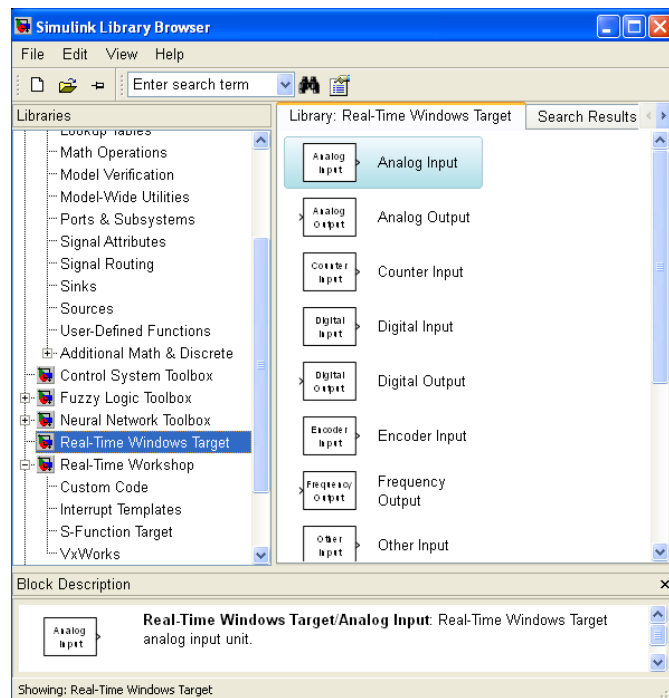 Simulink Library Browser
File Edit View Help
Enter search term
Libraries
Library: Real-Time Windows Target
Search Results
Lookup Tables
Math Operations
Model Verification
Model-Wide Utilities
Ports & Subsystems
Signal Attributes
Signal Routing
Sinks
Sources
User-Defined Functions
Additional Math & Discrete
Control System Toolbox
Fuzzy Logic Toolbox
Neural Network Toolbox
Real-Time Windows Target
Real-Time Workshop
Custom Code
Interrupt Templates
S-Function Target
VxWorks
Analog
Input
Analog Input
Analog
Output
Analog Output
Counter
Input
Counter Input
Digital
Input
Digital Input
Digital
Output
Digital Output
Encoder
Input
Encoder Input
Frequency
Output
Frequency
Output
Other
Input
Other Input
Block Description
Analog
Input
Real-Time Windows Target/Analog Input: Real-Time Windows Target
analog input unit.
Showing: Real-Time Windows Target